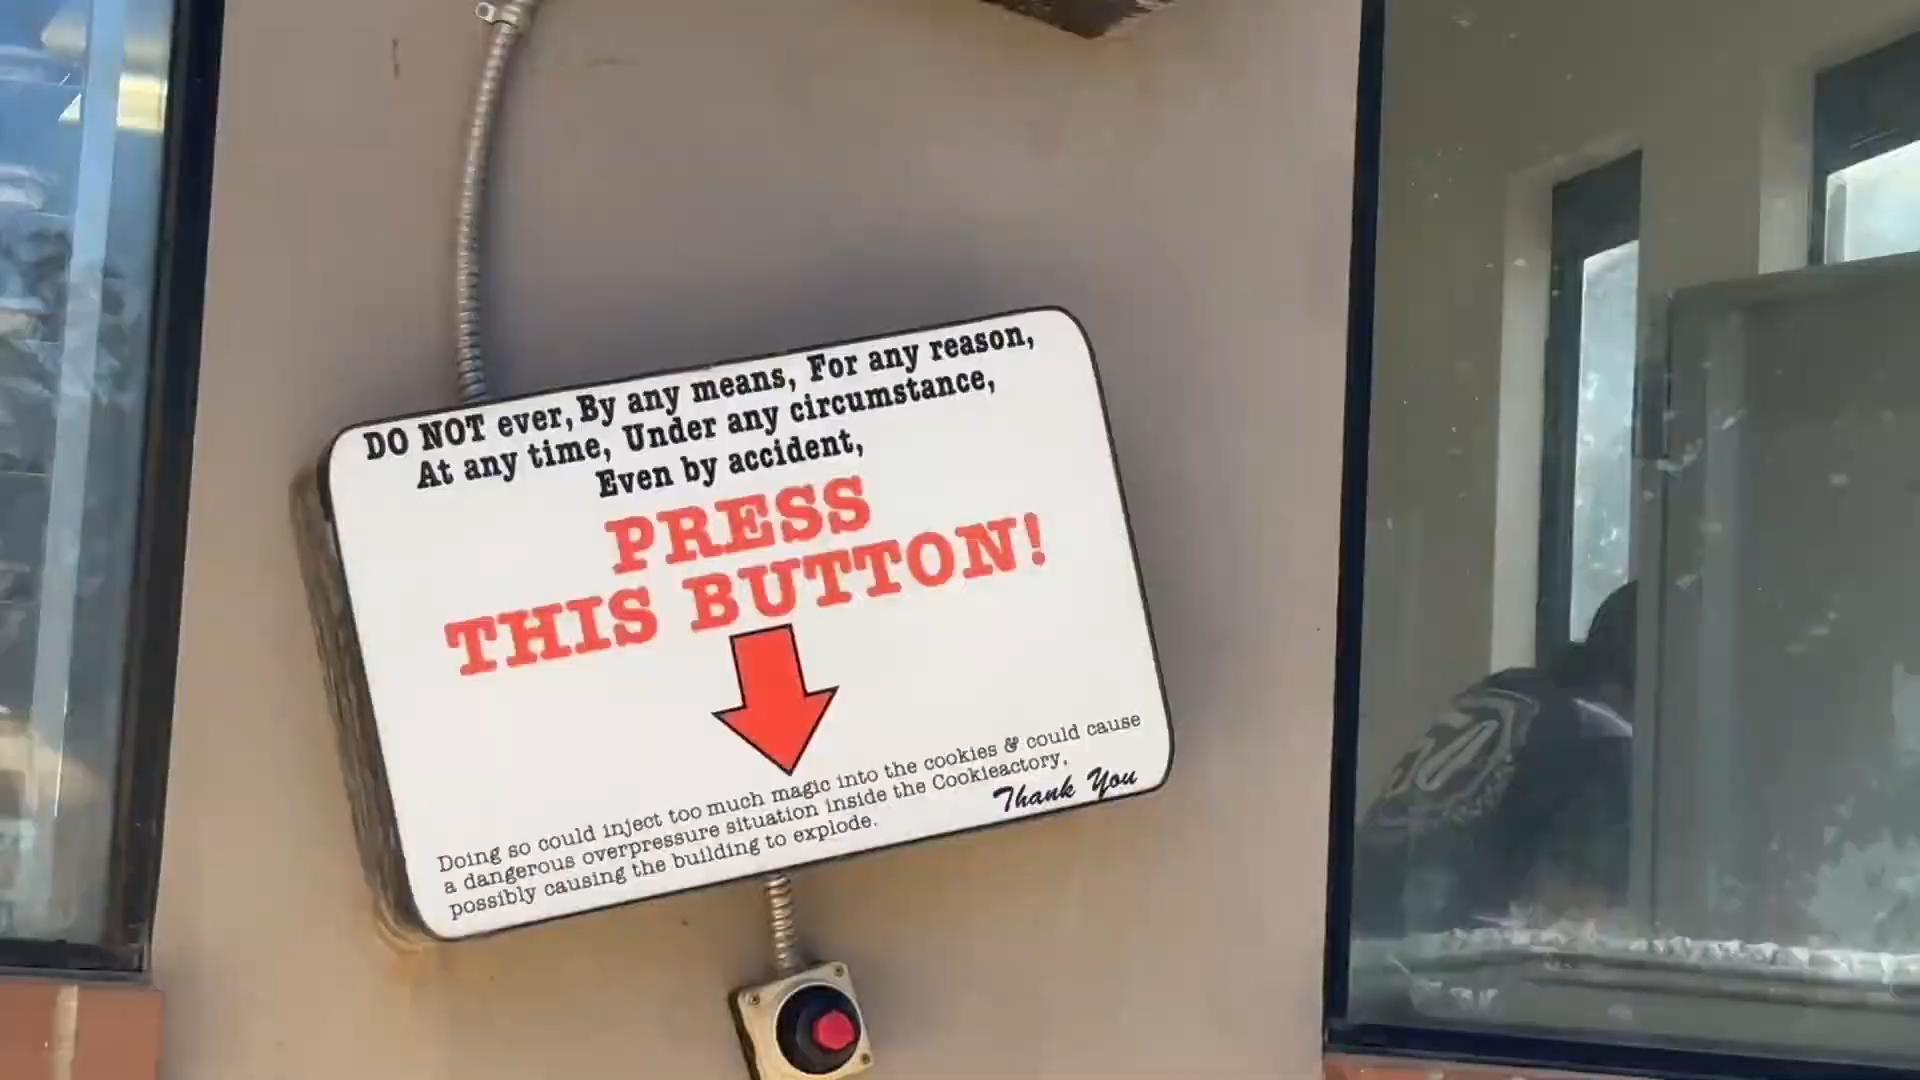 DO NOT ever, By any means, For any reason,
At any time, Under any circumstance,
Even by accident,
PRESS
THIS BUTTON!
Doing so could inject too much magic into the cookies & could cause
a dangerous overpressure situation inside the Cookieactory,
possibly causing the building to explode.
Thank You